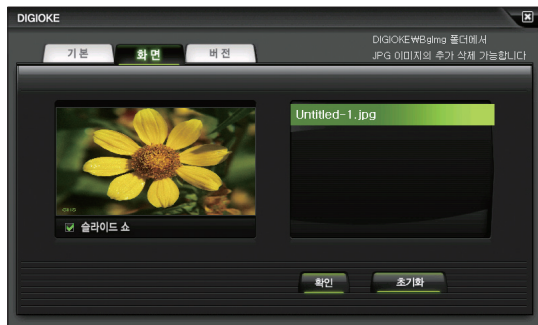 DIGIOKE
DIGIOKE₩BgImg 폴더에서
JPG 이미지의 추가 삭제 가능합니다
기본
화면
버전
Untitled-1.jpg
슬라이드 쇼
확인
초기화